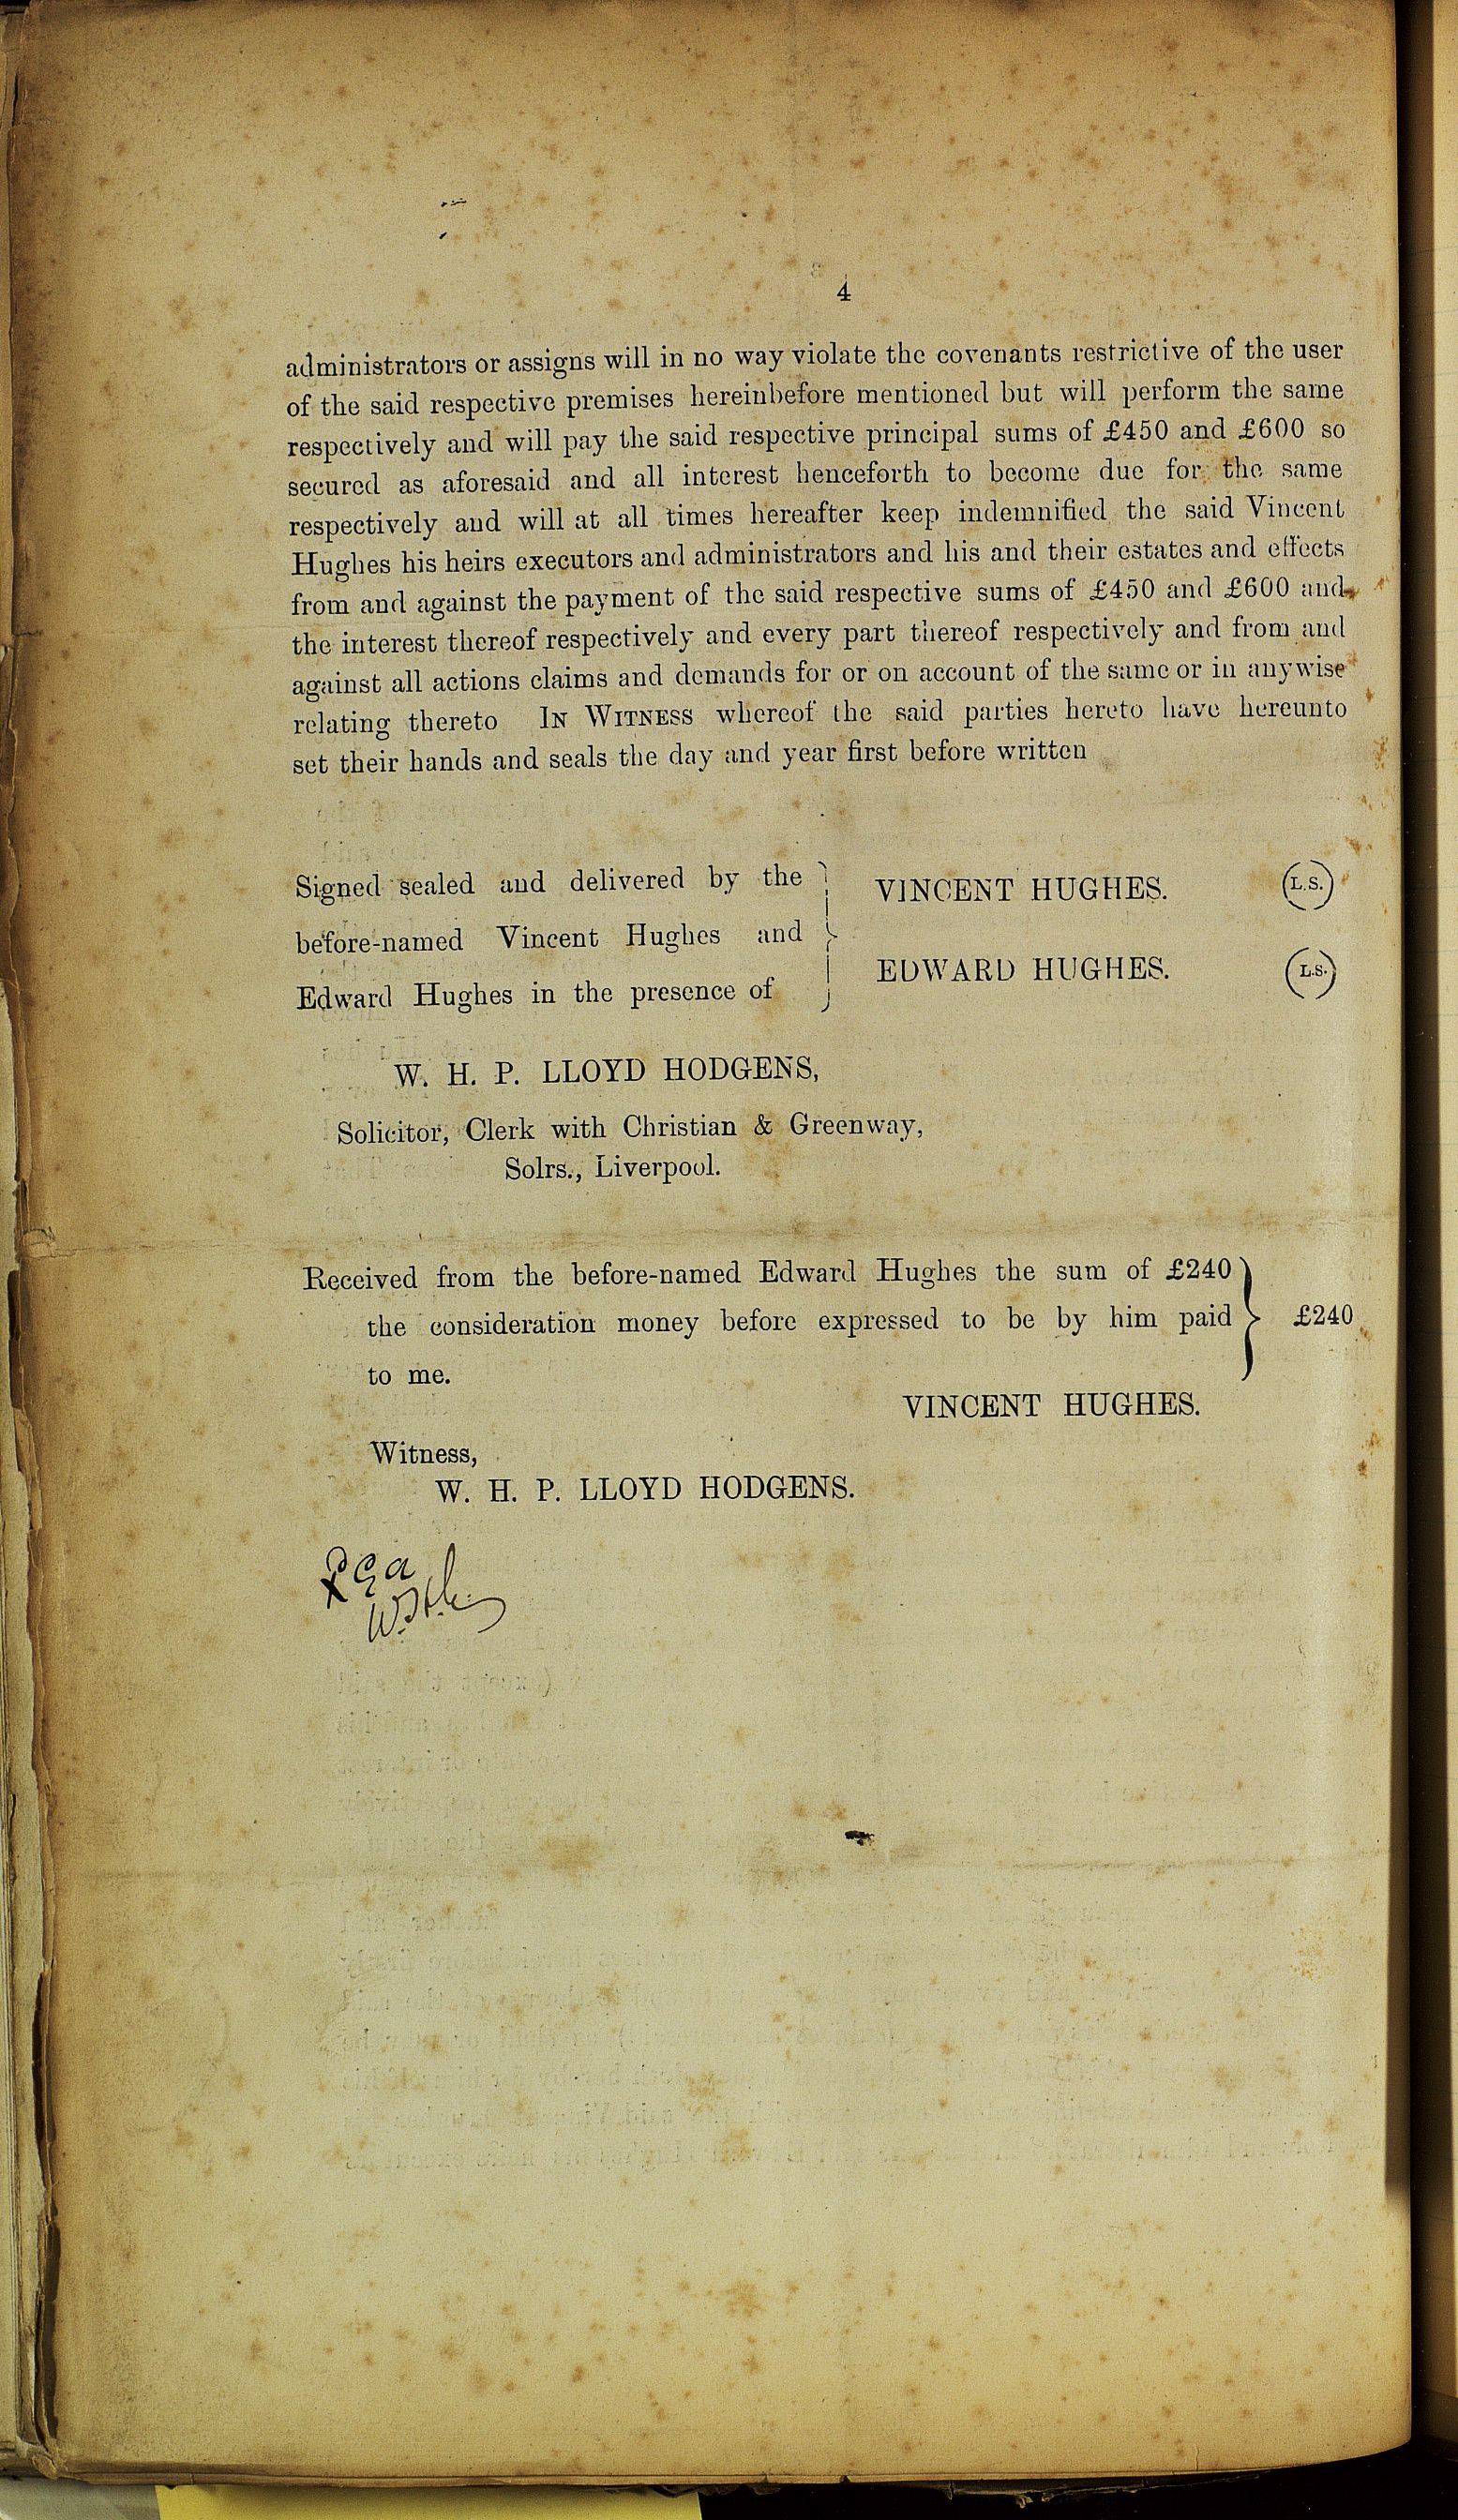 4
administrators or assigns will in no way violate the covenants restrictive of the user
of the said respective premises hereinbefore mentioned but will perform the same
respectively and will pay the said respective principal sums of £450 and £600 so
secured as aforesaid and all interest henceforth to become due for the same
respectively and will at all times hereafter keep indemnified the said Vincent
Hughes his heirs executors and administrators and his and their estates and effects
from and against the payment of the said respective sums of £450 and £600 and
the interest thereof respectively and every part thereof respectively and from and
against all actions claims and demands for or on account of the same or in anywise
relating thereto IN WITNESS whereof the said parties hereto have hereunto
set their hands and seals the day and year first before written
Signed sealed and delivered by the
before-named Vincent Hughes and
Edward Hughes in the presence of
VINCENT HUGHES. (L.S.)
EDWARD HUGHES. (L.S.)
W. H. P. LLOYD HODGENS,
Solicitor, Clerk with Christian & Greenway,
Solrs., Liverpool.
Received from the before-named Edward Hughes the sum of £240
the consideration money before expressed to be by him paid £240
to me.
VINCENT HUGHES.
Witness,
W. H. P. LLOYD HODGENS.